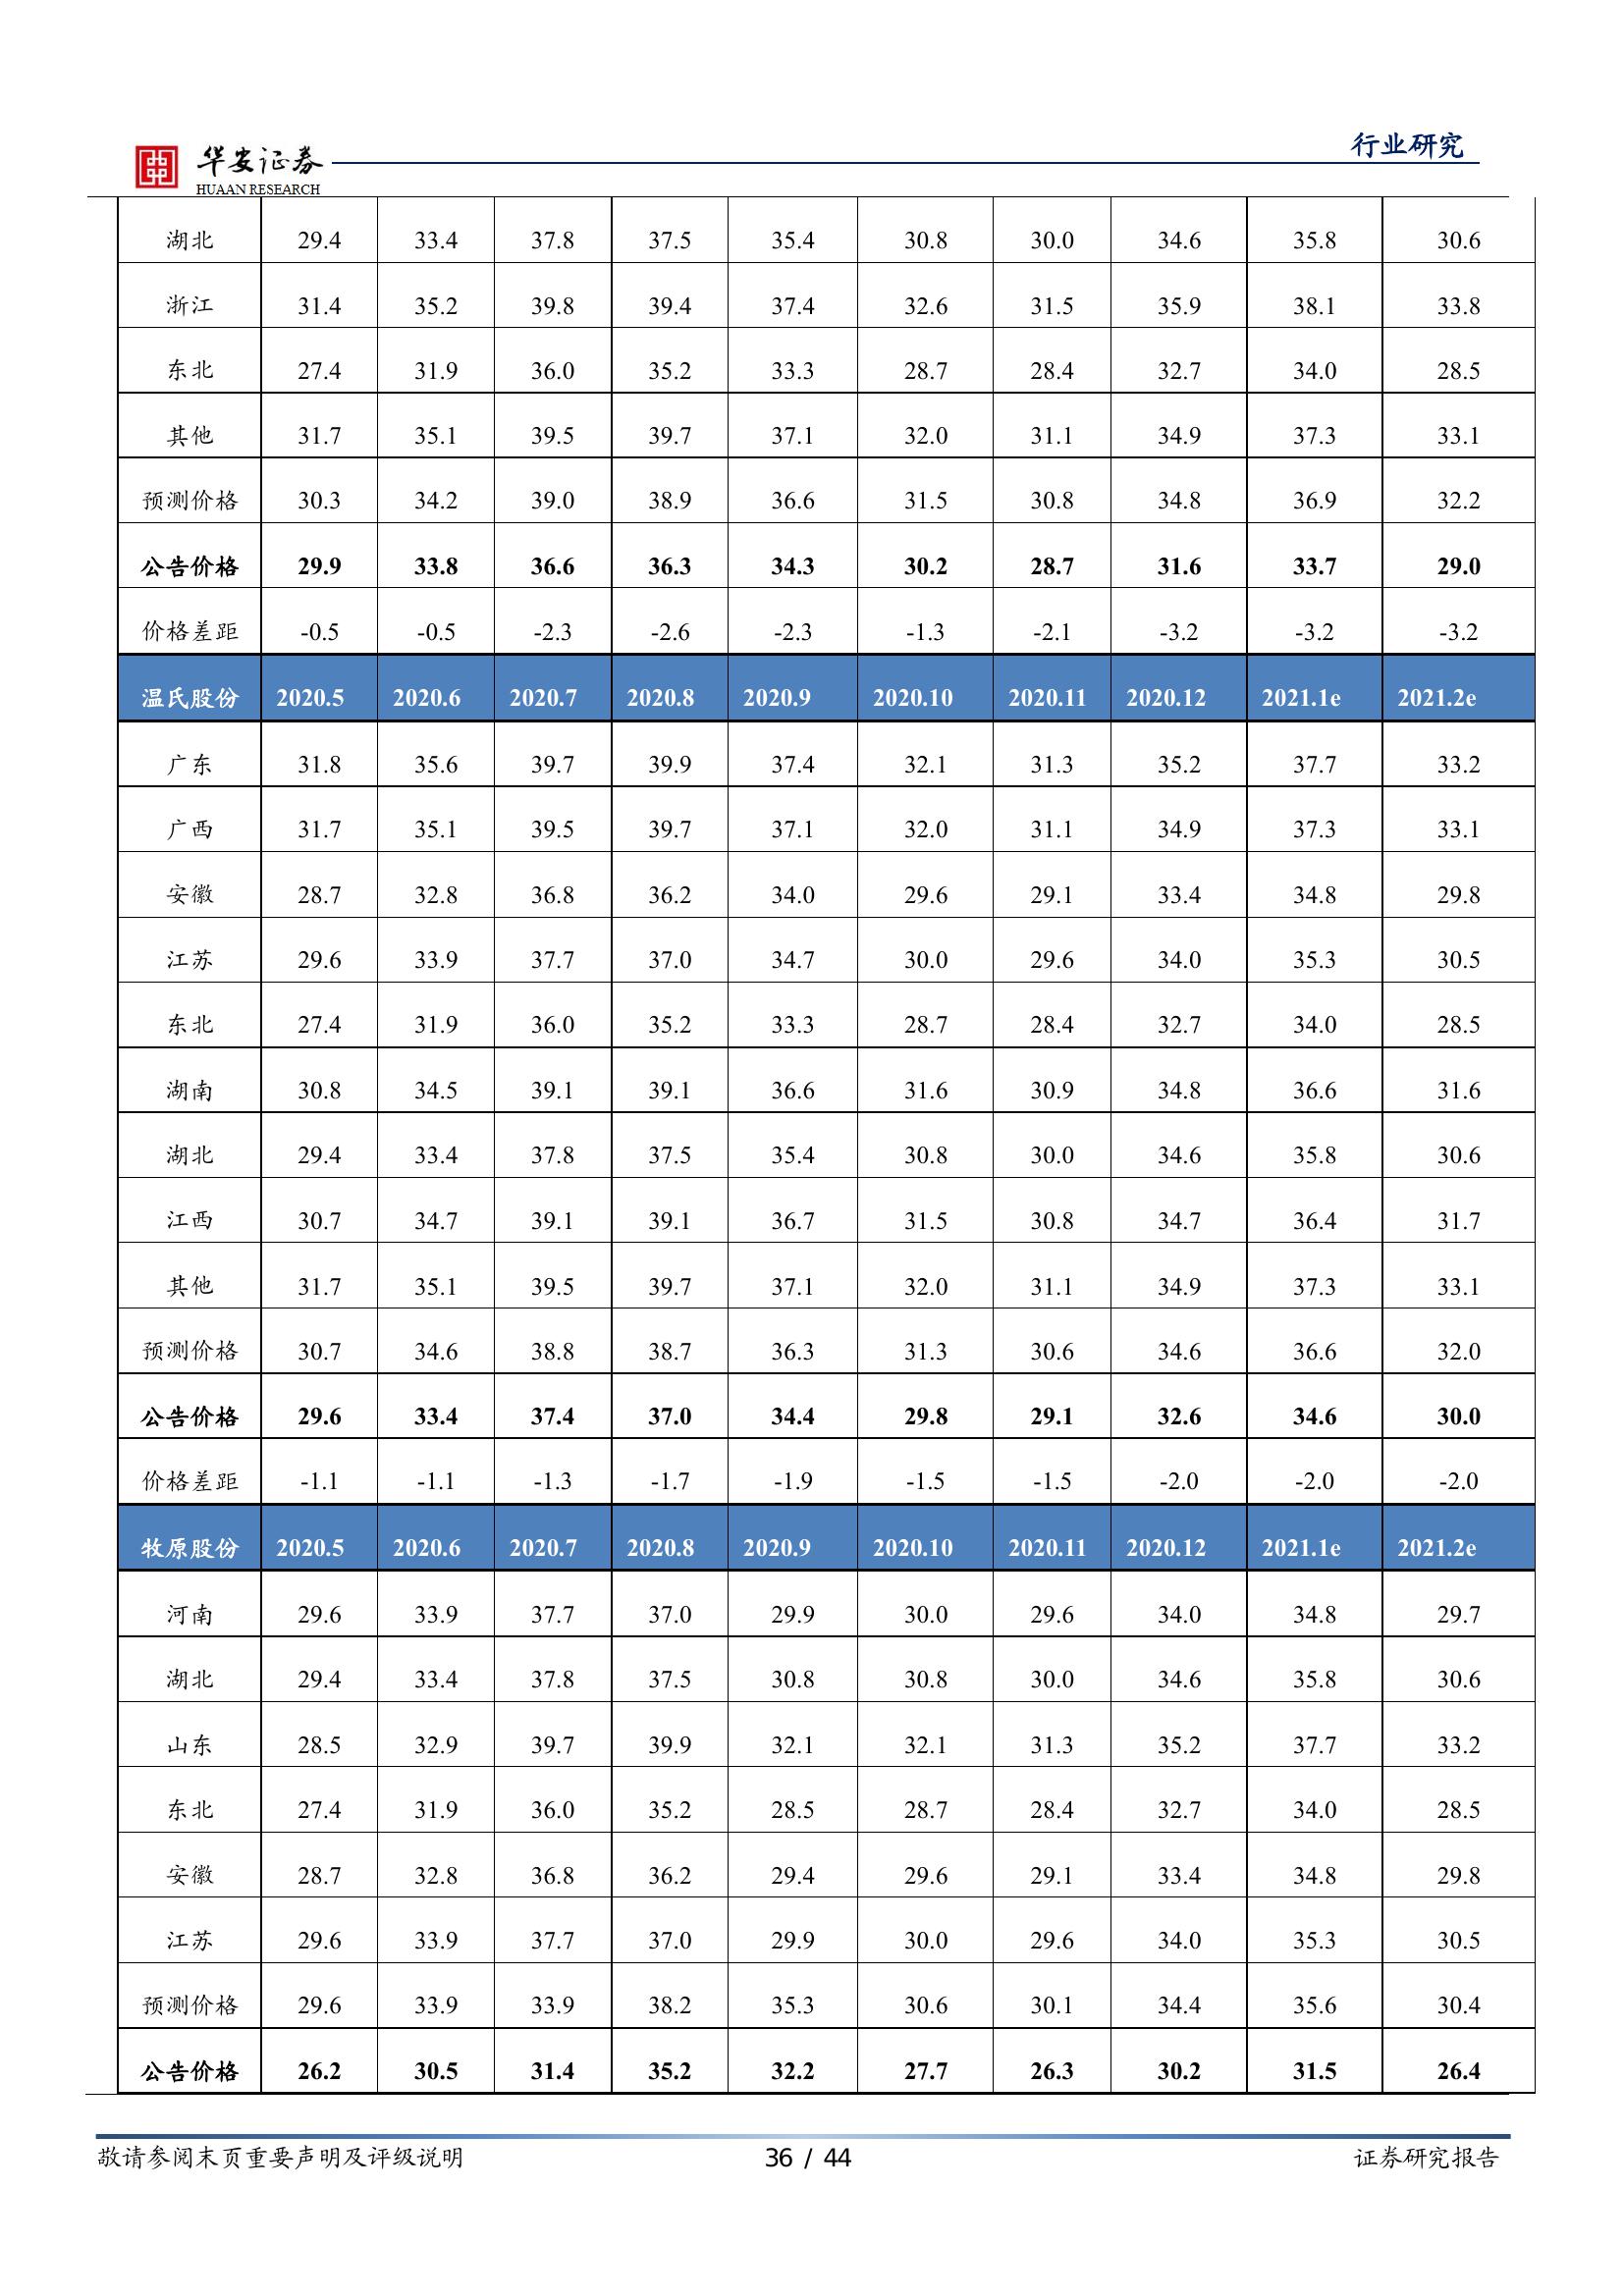 华安证券
HUAAN RESEARCH
行业研究
湖北 29.4 33.4 37.8 37.5 35.4 30.8 30.0 34.6 35.8 30.6
浙江 31.4 35.2 39.8 39.4 37.4 32.6 31.5 35.9 38.1 33.8
东北 27.4 31.9 36.0 35.2 33.3 28.7 28.4 32.7 34.0 28.5
其他 31.7 35.1 39.5 39.7 37.1 32.0 31.1 34.9 37.3 33.1
预测价格 30.3 34.2 39.0 38.9 36.6 31.5 30.8 34.8 36.9 32.2
公告价格 29.9 33.8 36.6 36.3 34.3 30.2 28.7 31.6 33.7 29.0
价格差距 -0.5 -0.5 -2.3 -2.6 -2.3 -1.3 -2.1 -3.2 -3.2 -3.2
温氏股份 2020.5 2020.6 2020.7 2020.8 2020.9 2020.10 2020.11 2020.12 2021.1e 2021.2e
广东 31.8 35.6 39.7 39.9 37.4 32.1 31.3 35.2 37.7 33.2
广西 31.7 35.1 39.5 39.7 37.1 32.0 31.1 34.9 37.3 33.1
安徽 28.7 32.8 36.8 36.2 34.0 29.6 29.1 33.4 34.8 29.8
江苏 29.6 33.9 37.7 37.0 34.7 30.0 29.6 34.0 35.3 30.5
东北 27.4 31.9 36.0 35.2 33.3 28.7 28.4 32.7 34.0 28.5
湖南 30.8 34.5 39.1 39.1 36.6 31.6 30.9 34.8 36.6 31.6
湖北 29.4 33.4 37.8 37.5 35.4 30.8 30.0 34.6 35.8 30.6
江西 30.7 34.7 39.1 39.1 36.7 31.5 30.8 34.7 36.4 31.7
其他 31.7 35.1 39.5 39.7 37.1 32.0 31.1 34.9 37.3 33.1
预测价格 30.7 34.6 38.8 38.7 36.3 31.3 30.6 34.6 36.6 32.0
公告价格 29.6 33.4 37.4 37.0 34.4 29.8 29.1 32.6 34.6 30.0
价格差距 -1.1 -1.1 -1.3 -1.7 -1.9 -1.5 -1.5 -2.0 -2.0 -2.0
牧原股份 2020.5 2020.6 2020.7 2020.8 2020.9 2020.10 2020.11 2020.12 2021.1e 2021.2e
河南 29.6 33.9 37.7 37.0 29.9 30.0 29.6 34.0 34.8 29.7
湖北 29.4 33.4 37.8 37.5 30.8 30.8 30.0 34.6 35.8 30.6
山东 28.5 32.9 39.7 39.9 32.1 32.1 31.3 35.2 37.7 33.2
东北 27.4 31.9 36.0 35.2 28.5 28.7 28.4 32.7 34.0 28.5
安徽 28.7 32.8 36.8 36.2 29.4 29.6 29.1 33.4 34.8 29.8
江苏 29.6 33.9 37.7 37.0 29.9 30.0 29.6 34.0 35.3 30.5
预测价格 29.6 33.9 33.9 38.2 35.3 30.6 30.1 34.4 35.6 30.4
公告价格 26.2 30.5 31.4 35.2 32.2 27.7 26.3 30.2 31.5 26.4
敬请参阅末页重要声明及评级说明 36 / 44 证券研究报告